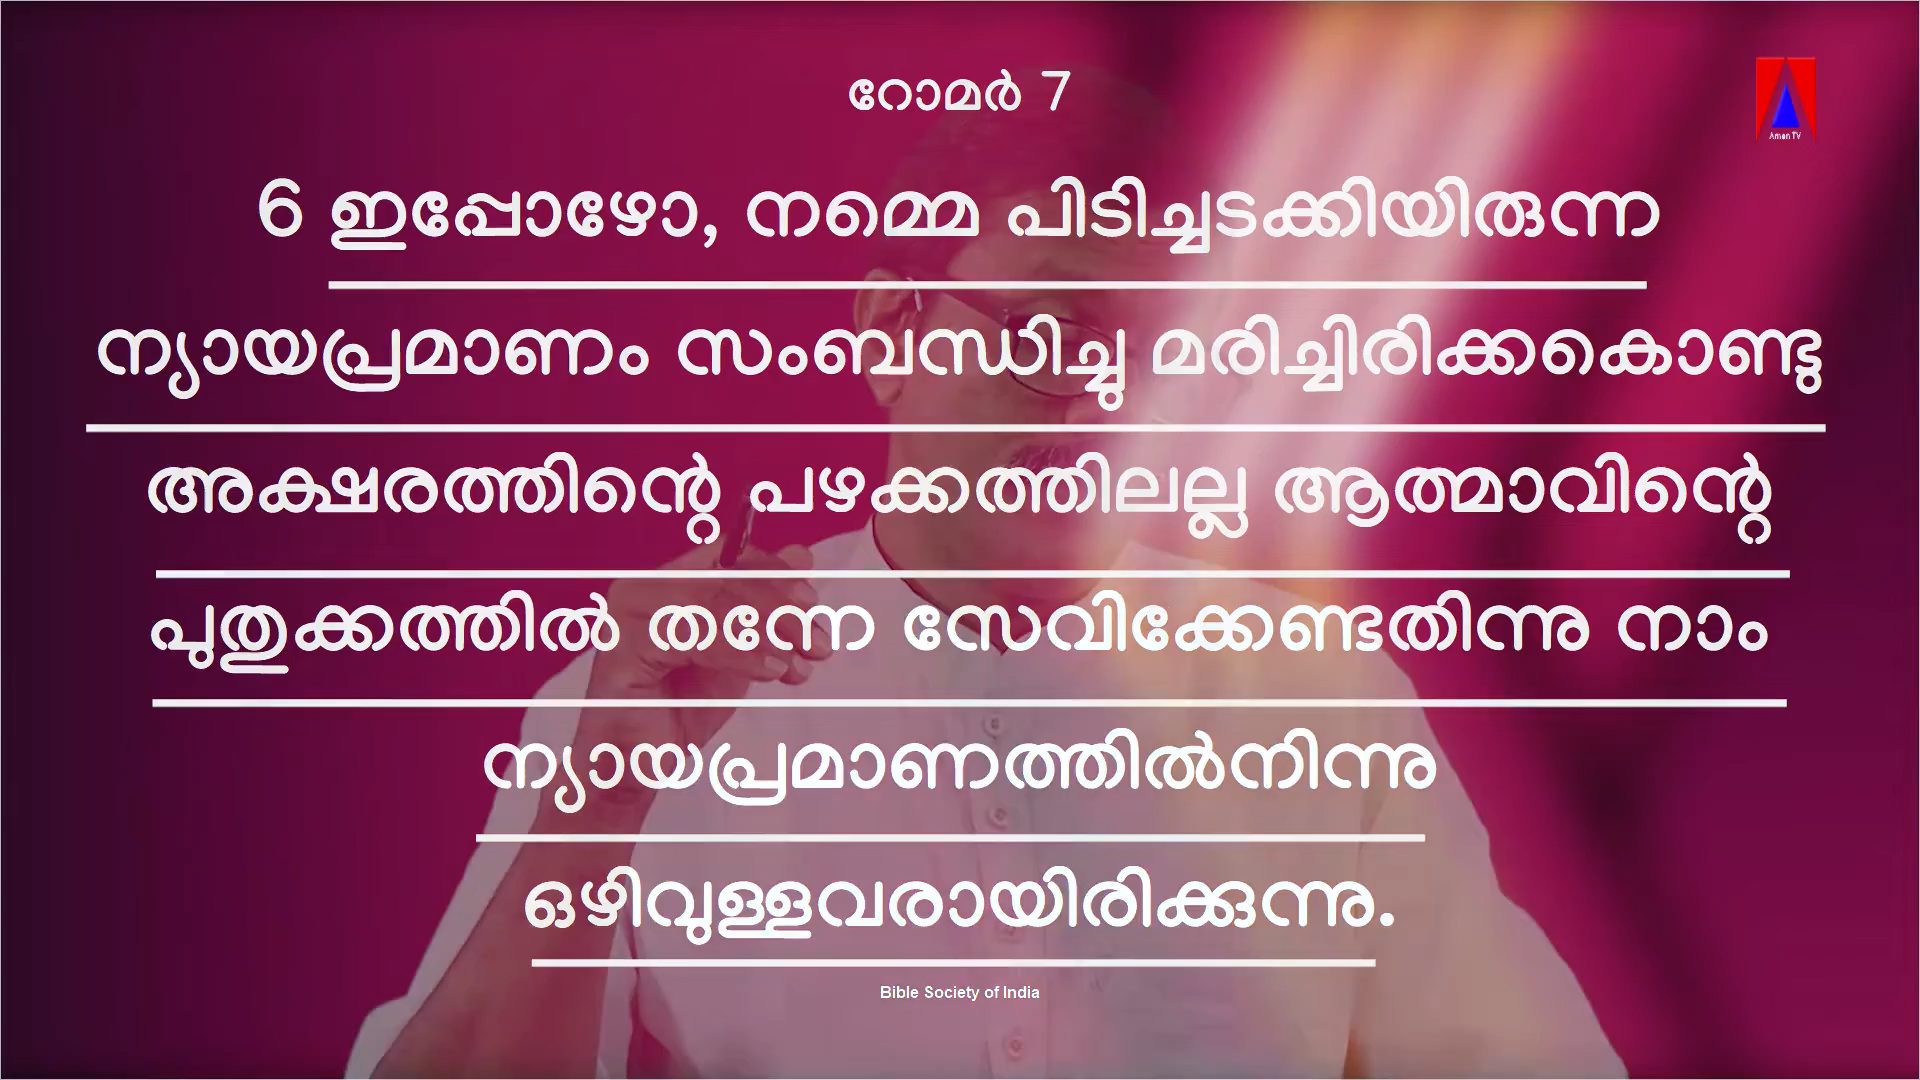 റോമർ 7
Amen TV
6 ഇപ്പോഴോ, നമ്മെ പിടിച്ചടക്കിയിരുന്ന
ന്യായപ്രമാണം സംബന്ധിച്ചു മരിച്ചിരിക്കകൊണ്ടു
അക്ഷരത്തിന്റെ പഴക്കത്തിലല്ല ആത്മാവിന്റെ
പുതുക്കത്തിൽ തന്നേ സേവിക്കേണ്ടതിന്നു നാം
ന്യായപ്രമാണത്തിൽനിന്നു
ഒഴിവുള്ളവരായിരിക്കുന്നു.
Bible Society of India